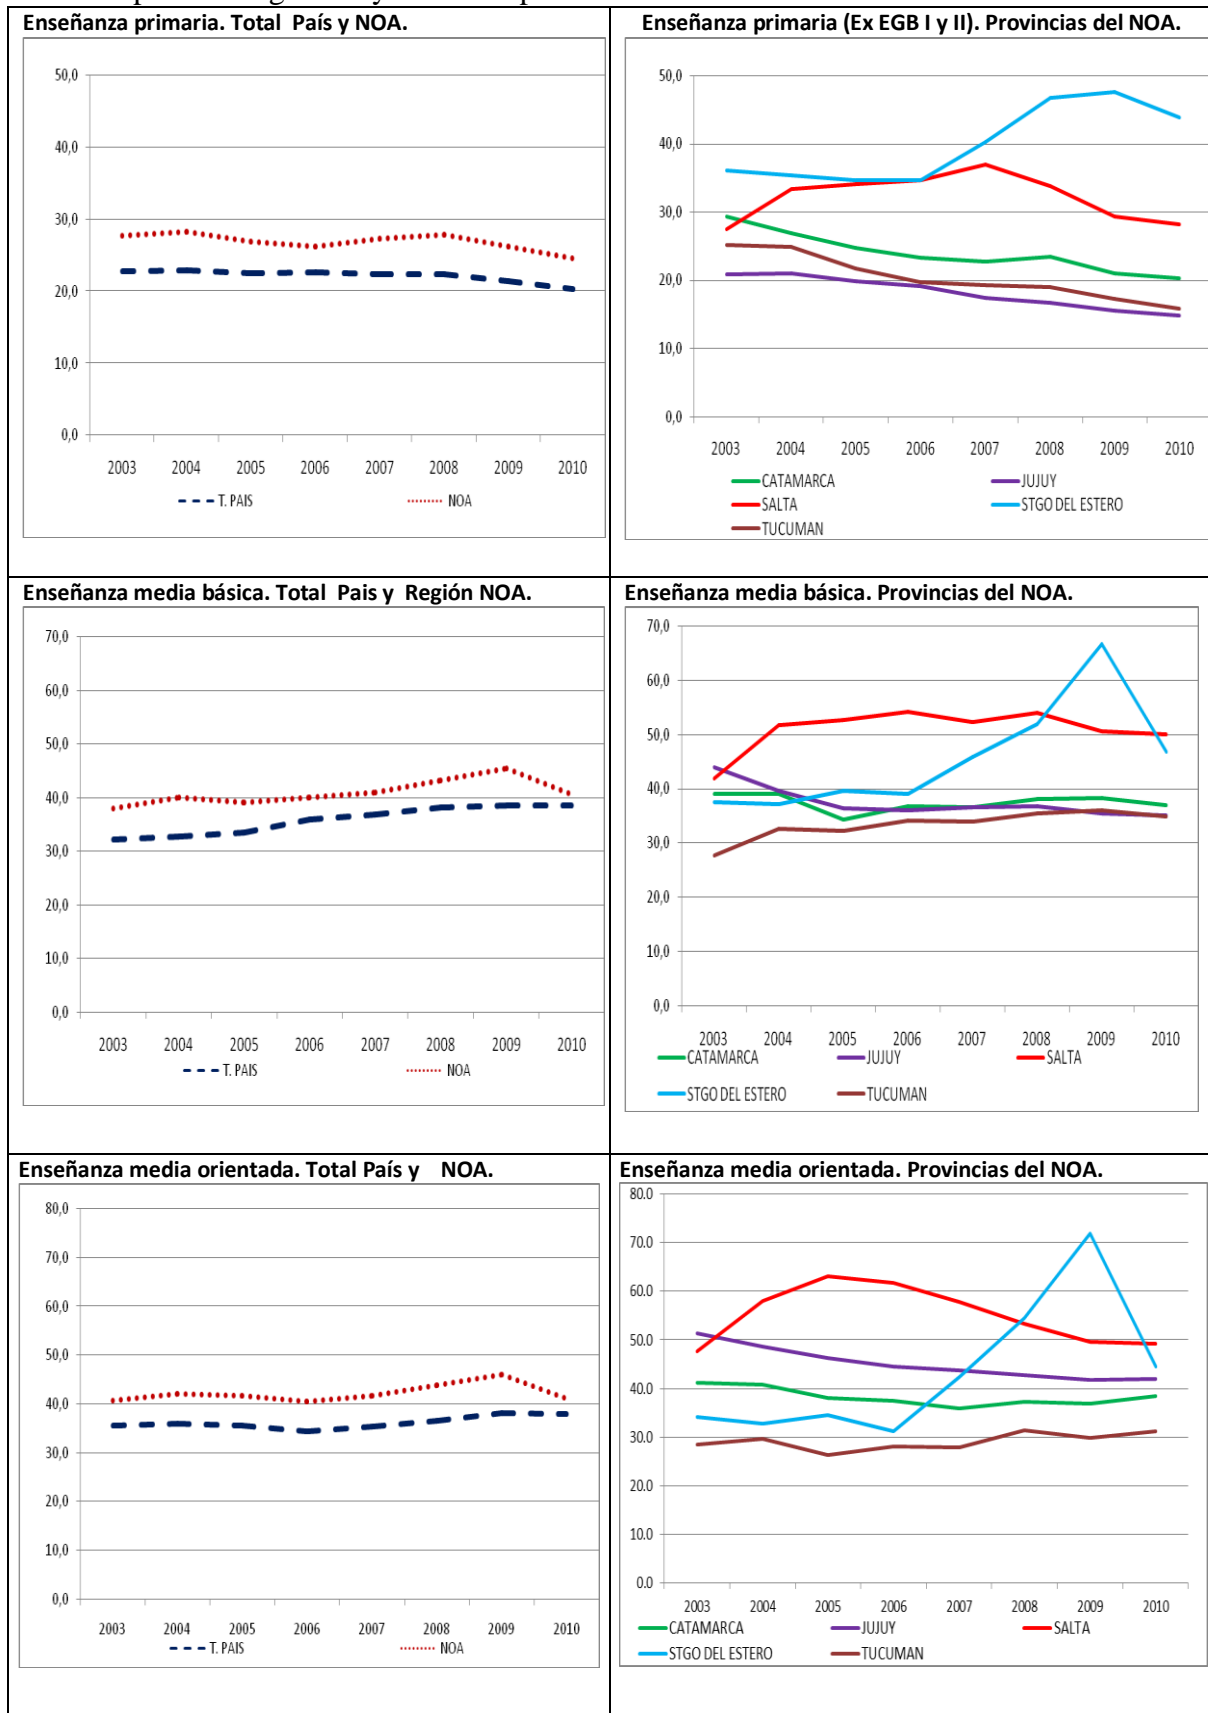 Enseñanza primaria. Total País y NOA.
50,0
40,0
30,0
20,0
10,0
0,0
2003 2004 2005 2006 2007 2008 2009 2010
T. PAIS NOA
Enseñanza primaria (Ex EGB I y II). Provincias del NOA.
50,0
40,0
30,0
20,0
10,0
0,0
2003 2004 2005 2006 2007 2008 2009 2010
CATAMARCA JUJUY
SALTA STGO DEL ESTERO
TUCUMAN
Enseñanza media básica. Total Pais y Región NOA.
70,0
60,0
50,0
40,0
30,0
20,0
10,0
0,0
2003 2004 2005 2006 2007 2008 2009 2010
T. PAIS NOA
Enseñanza media básica. Provincias del NOA.
70,0
60,0
50,0
40,0
30,0
20,0
10,0
0,0
2003 2004 2005 2006 2007 2008 2009 2010
CATAMARCA JUJUY SALTA
STGO DEL ESTERO TUCUMAN
Enseñanza media orientada. Total País y NOA.
80,0
70,0
60,0
50,0
40,0
30,0
20,0
10,0
0,0
2003 2004 2005 2006 2007 2008 2009 2010
T. PAIS NOA
Enseñanza media orientada. Provincias del NOA.
80.0
70.0
60.0
50.0
40.0
30.0
20.0
10.0
0.0
2003 2004 2005 2006 2007 2008 2009 2010
CATAMARCA JUJUY SALTA
STGO DEL ESTERO TUCUMAN